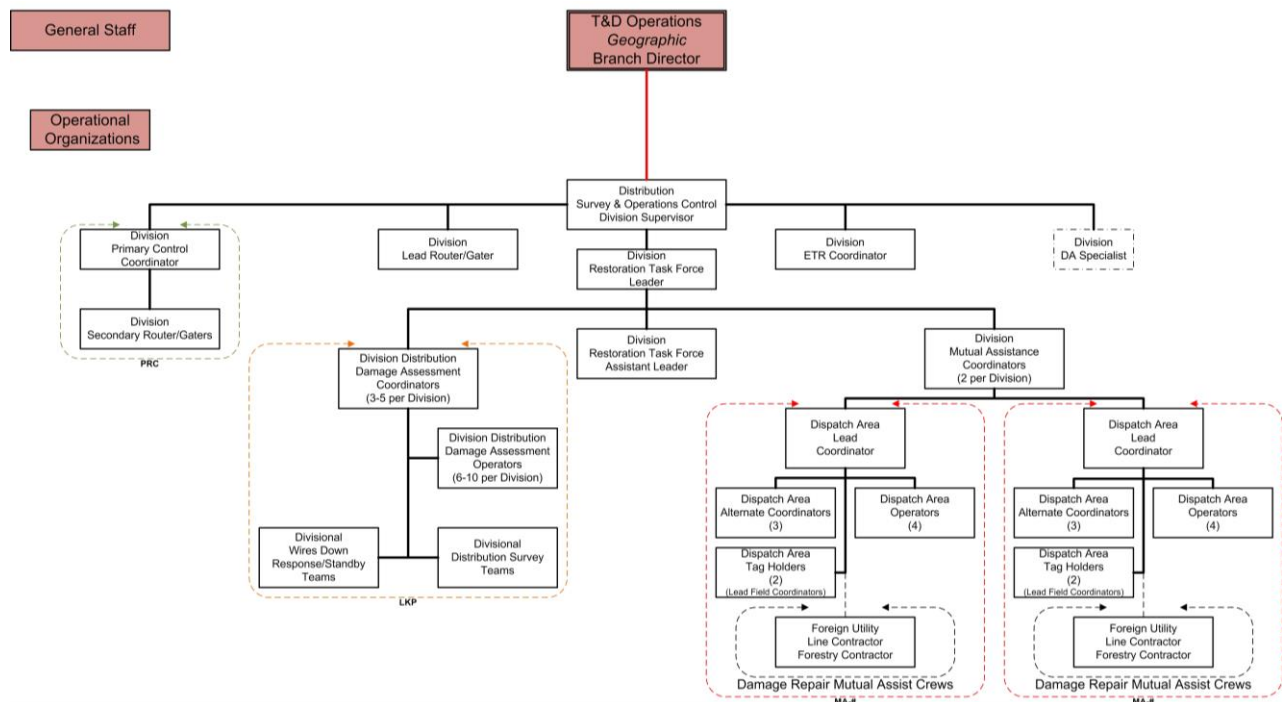 General Staff
T&D Operations
Geographic
Branch Director
Operational
Organizations
Distribution
Survey & Operations Control
Division Supervisor
Division
Primary Control
Coordinator
Division
Lead Router/Gater
Division
Restoration Task Force
Leader
Division
ETR Coordinator
Division
DA Specialist
Division
Secondary Router/Gaters
PRC
Division Distribution
Damage Assessment
Coordinators
(3-5 per Division)
Division
Restoration Task Force
Assistant Leader
Division
Mutual Assistance
Coordinators
(2 per Division)
Division Distribution
Damage Assessment
Operators
(6-10 per Division)
Divisional
Wires Down
Response/Standby
Teams
Divisional
Distribution Survey
Teams
LKP
Dispatch Area
Lead
Coordinator
Dispatch Area
Alternate Coordinators
(3)
Dispatch Area
Operators
(4)
Dispatch Area
Tag Holders
(2)
(Lead Field Coordinators)
Foreign Utility
Line Contractor
Forestry Contractor
Damage Repair Mutual Assist Crews
MA-#
Dispatch Area
Lead
Coordinator
Dispatch Area
Alternate Coordinators
(3)
Dispatch Area
Operators
(4)
Dispatch Area
Tag Holders
(2)
(Lead Field Coordinators)
Foreign Utility
Line Contractor
Forestry Contractor
Damage Repair Mutual Assist Crews
MA-#